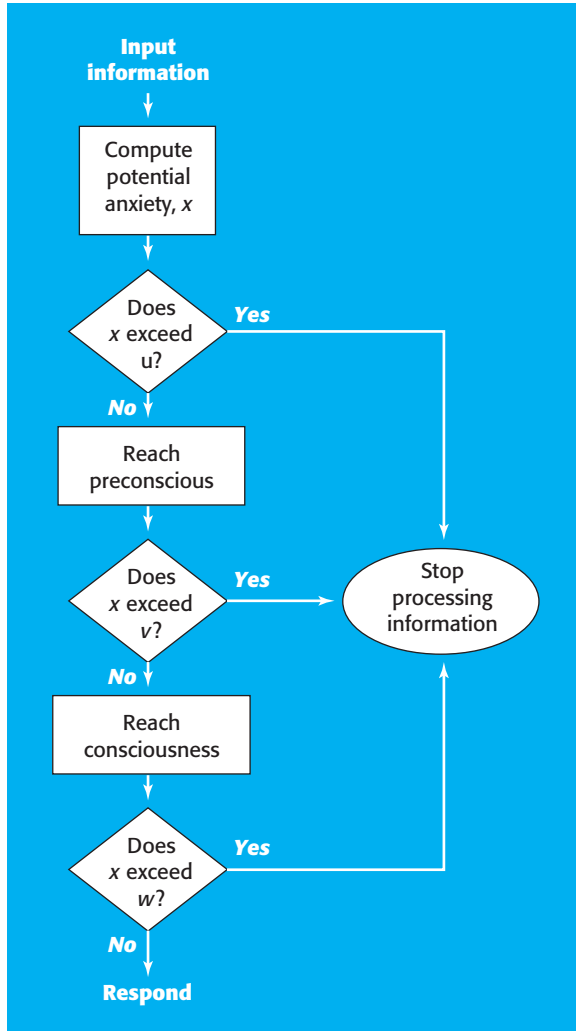 Input
information
Compute
potential
anxiety, x
Does
x exceed
u?
Yes
No
Reach
preconscious
Does
x exceed
v?
Yes
Stop
processing
information
No
Reach
consciousness
Does
x exceed
w?
Yes
No
Respond